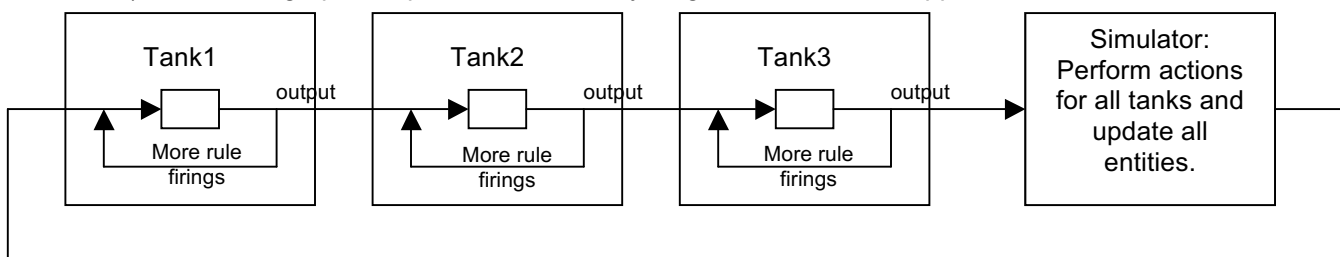 Tank1
output
More rule
firings
Tank2
output
More rule
firings
Tank3
output
More rule
firings
Simulator:
Perform actions
for all tanks and
update all
entities.